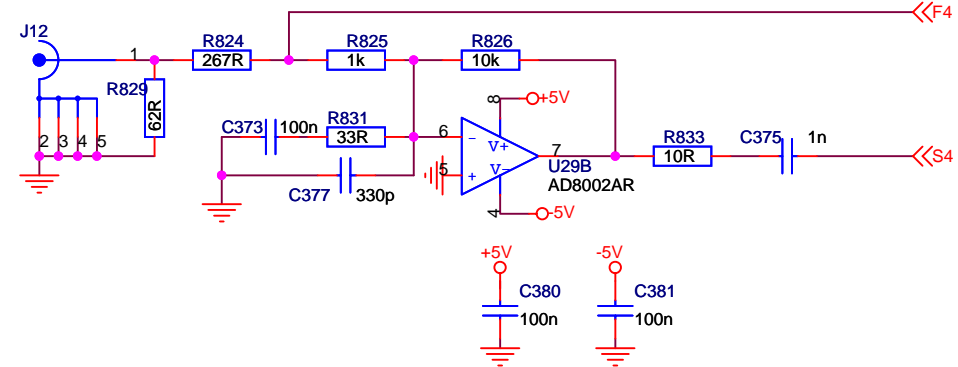 F4
J12
R824
R825
R826
1
267R
1k
10k
R829
62R
8
+5V
C373
100n
R831
33R
6
V+
7
2
3
4
5
C377
330p
5
V-
U29B
AD8002AR
4
-5V
R833
10R
C375
1n
S4
+5V
-5V
C380
100n
C381
100n